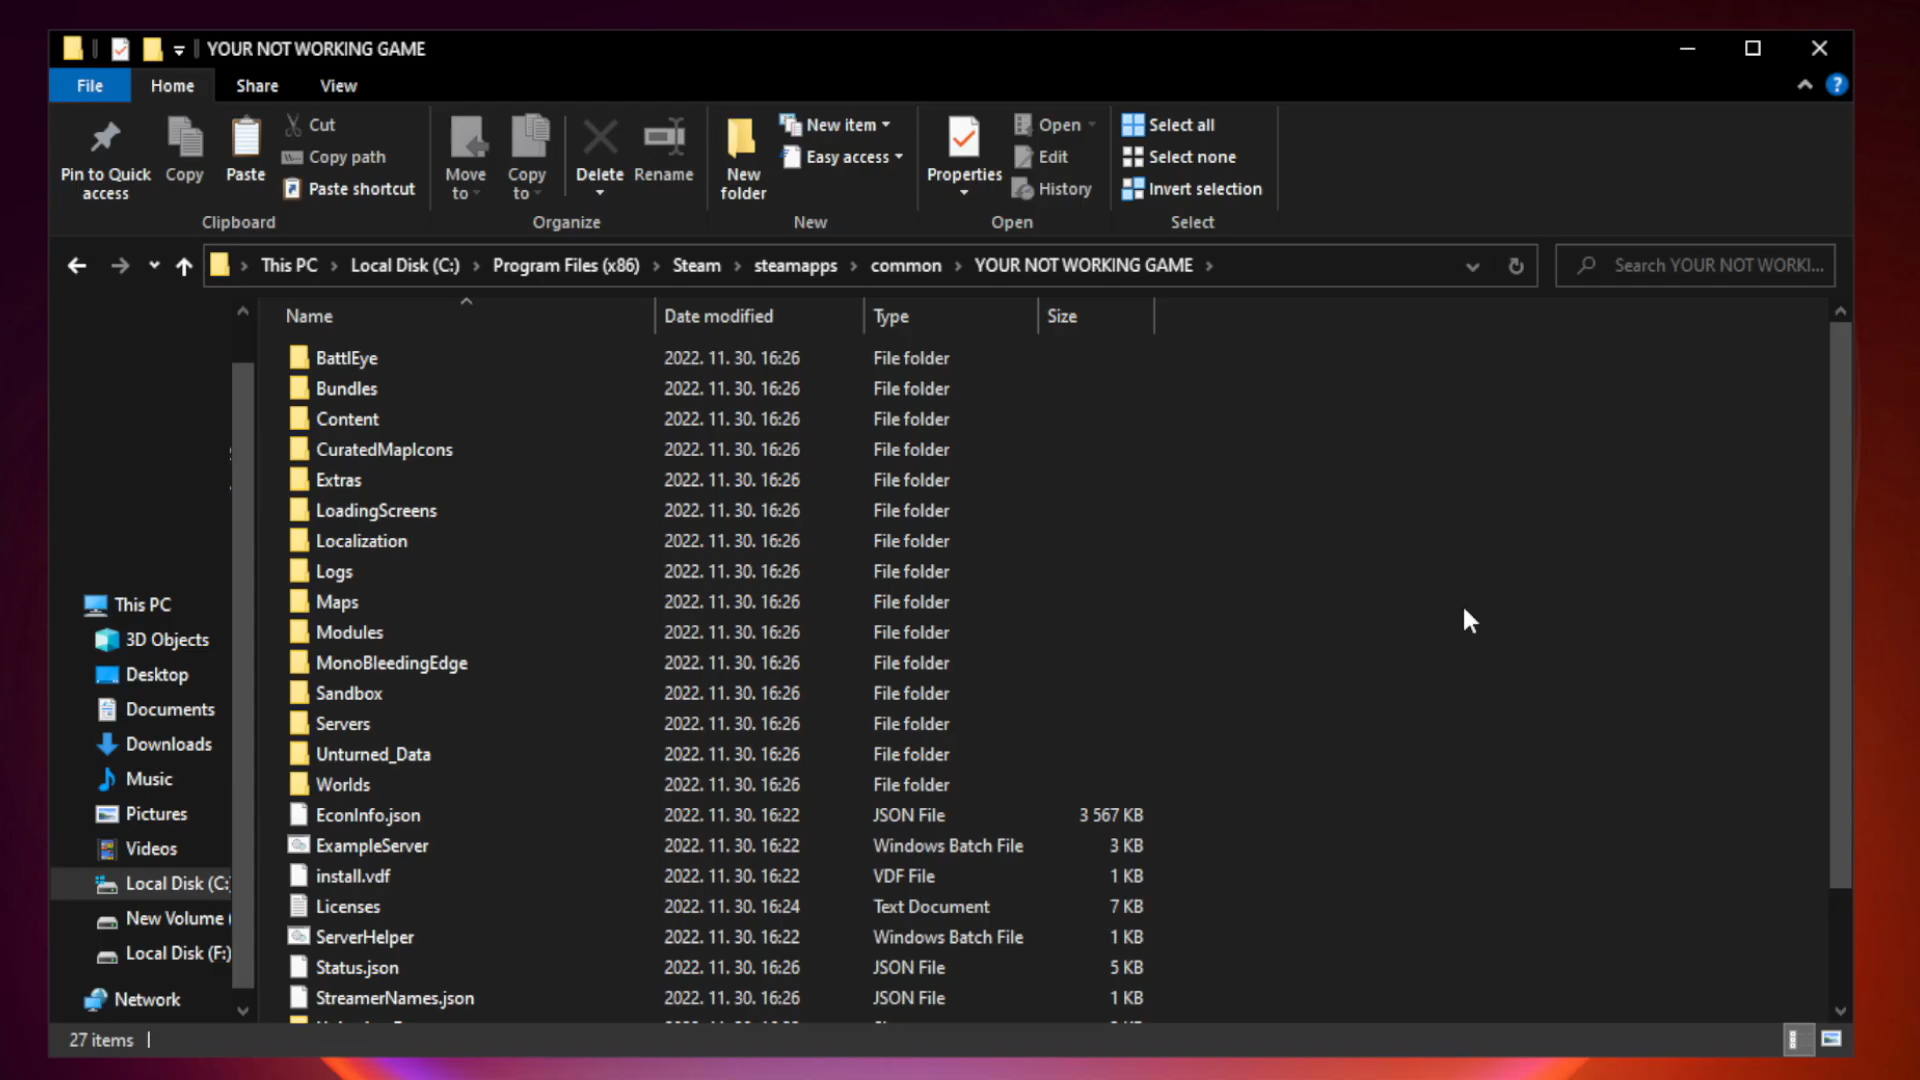 YOUR NOT WORKING GAME
File Home Share View
Pin to Quick access
Copy
Paste
Cut
Copy path
Paste shortcut
Clipboard
Move to
Copy to
Delete
Rename
Organize
New folder
New item
Easy access
New
Properties
Open
Edit
History
Open
Select all
Select none
Invert selection
Select
This PC > Local Disk (C:) > Program Files (x86) > Steam > steamapps > common > YOUR NOT WORKING GAME >
Search YOUR NOT WORKI...
Name Date modified Type Size
BattlEye 2022. 11. 30. 16:26 File folder
Bundles 2022. 11. 30. 16:26 File folder
Content 2022. 11. 30. 16:26 File folder
CuratedMapIcons 2022. 11. 30. 16:26 File folder
Extras 2022. 11. 30. 16:26 File folder
LoadingScreens 2022. 11. 30. 16:26 File folder
Localization 2022. 11. 30. 16:26 File folder
Logs 2022. 11. 30. 16:26 File folder
Maps 2022. 11. 30. 16:26 File folder
Modules 2022. 11. 30. 16:26 File folder
MonoBleedingEdge 2022. 11. 30. 16:26 File folder
Sandbox 2022. 11. 30. 16:26 File folder
Servers 2022. 11. 30. 16:26 File folder
Unturned_Data 2022. 11. 30. 16:26 File folder
Worlds 2022. 11. 30. 16:26 File folder
EconInfo.json 2022. 11. 30. 16:22 JSON File 3 567 KB
ExampleServer 2022. 11. 30. 16:22 Windows Batch File 3 KB
install.vdf 2022. 11. 30. 16:22 VDF File 1 KB
Licenses 2022. 11. 30. 16:24 Text Document 7 KB
ServerHelper 2022. 11. 30. 16:22 Windows Batch File 1 KB
Status.json 2022. 11. 30. 16:26 JSON File 5 KB
StreamerNames.json 2022. 11. 30. 16:26 JSON File 1 KB
This PC
3D Objects
Desktop
Documents
Downloads
Music
Pictures
Videos
Local Disk (C:
New Volume (
Local Disk (F:)
Network
27 items